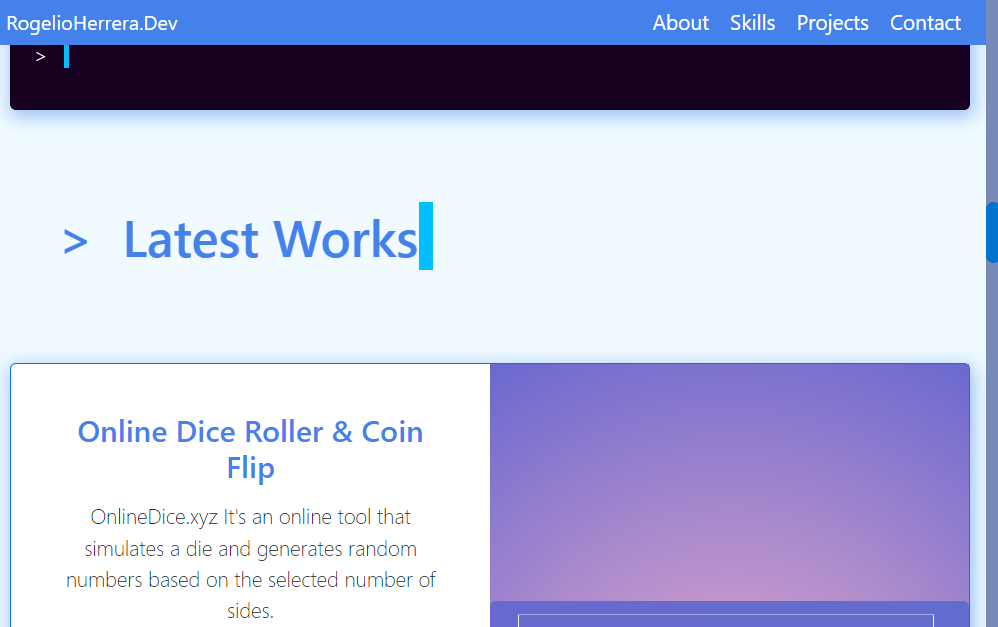 RogelioHerrera.Dev About Skills Projects Contact
>
> Latest Works
Online Dice Roller & Coin
Flip
OnlineDice.xyz It's an online tool that
simulates a die and generates random
numbers based on the selected number of
sides.